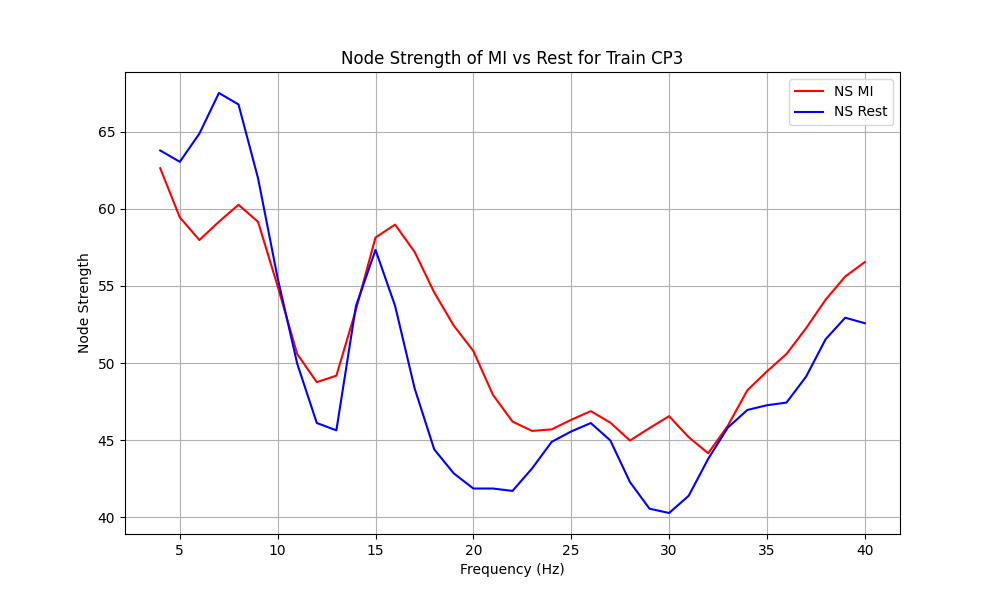 Node Strength of MI vs Rest for Train CP3
NS MI
NS Rest
Node Strength
65
60
55
50
45
40
5 10 15 20 25 30 35 40
Frequency (Hz)